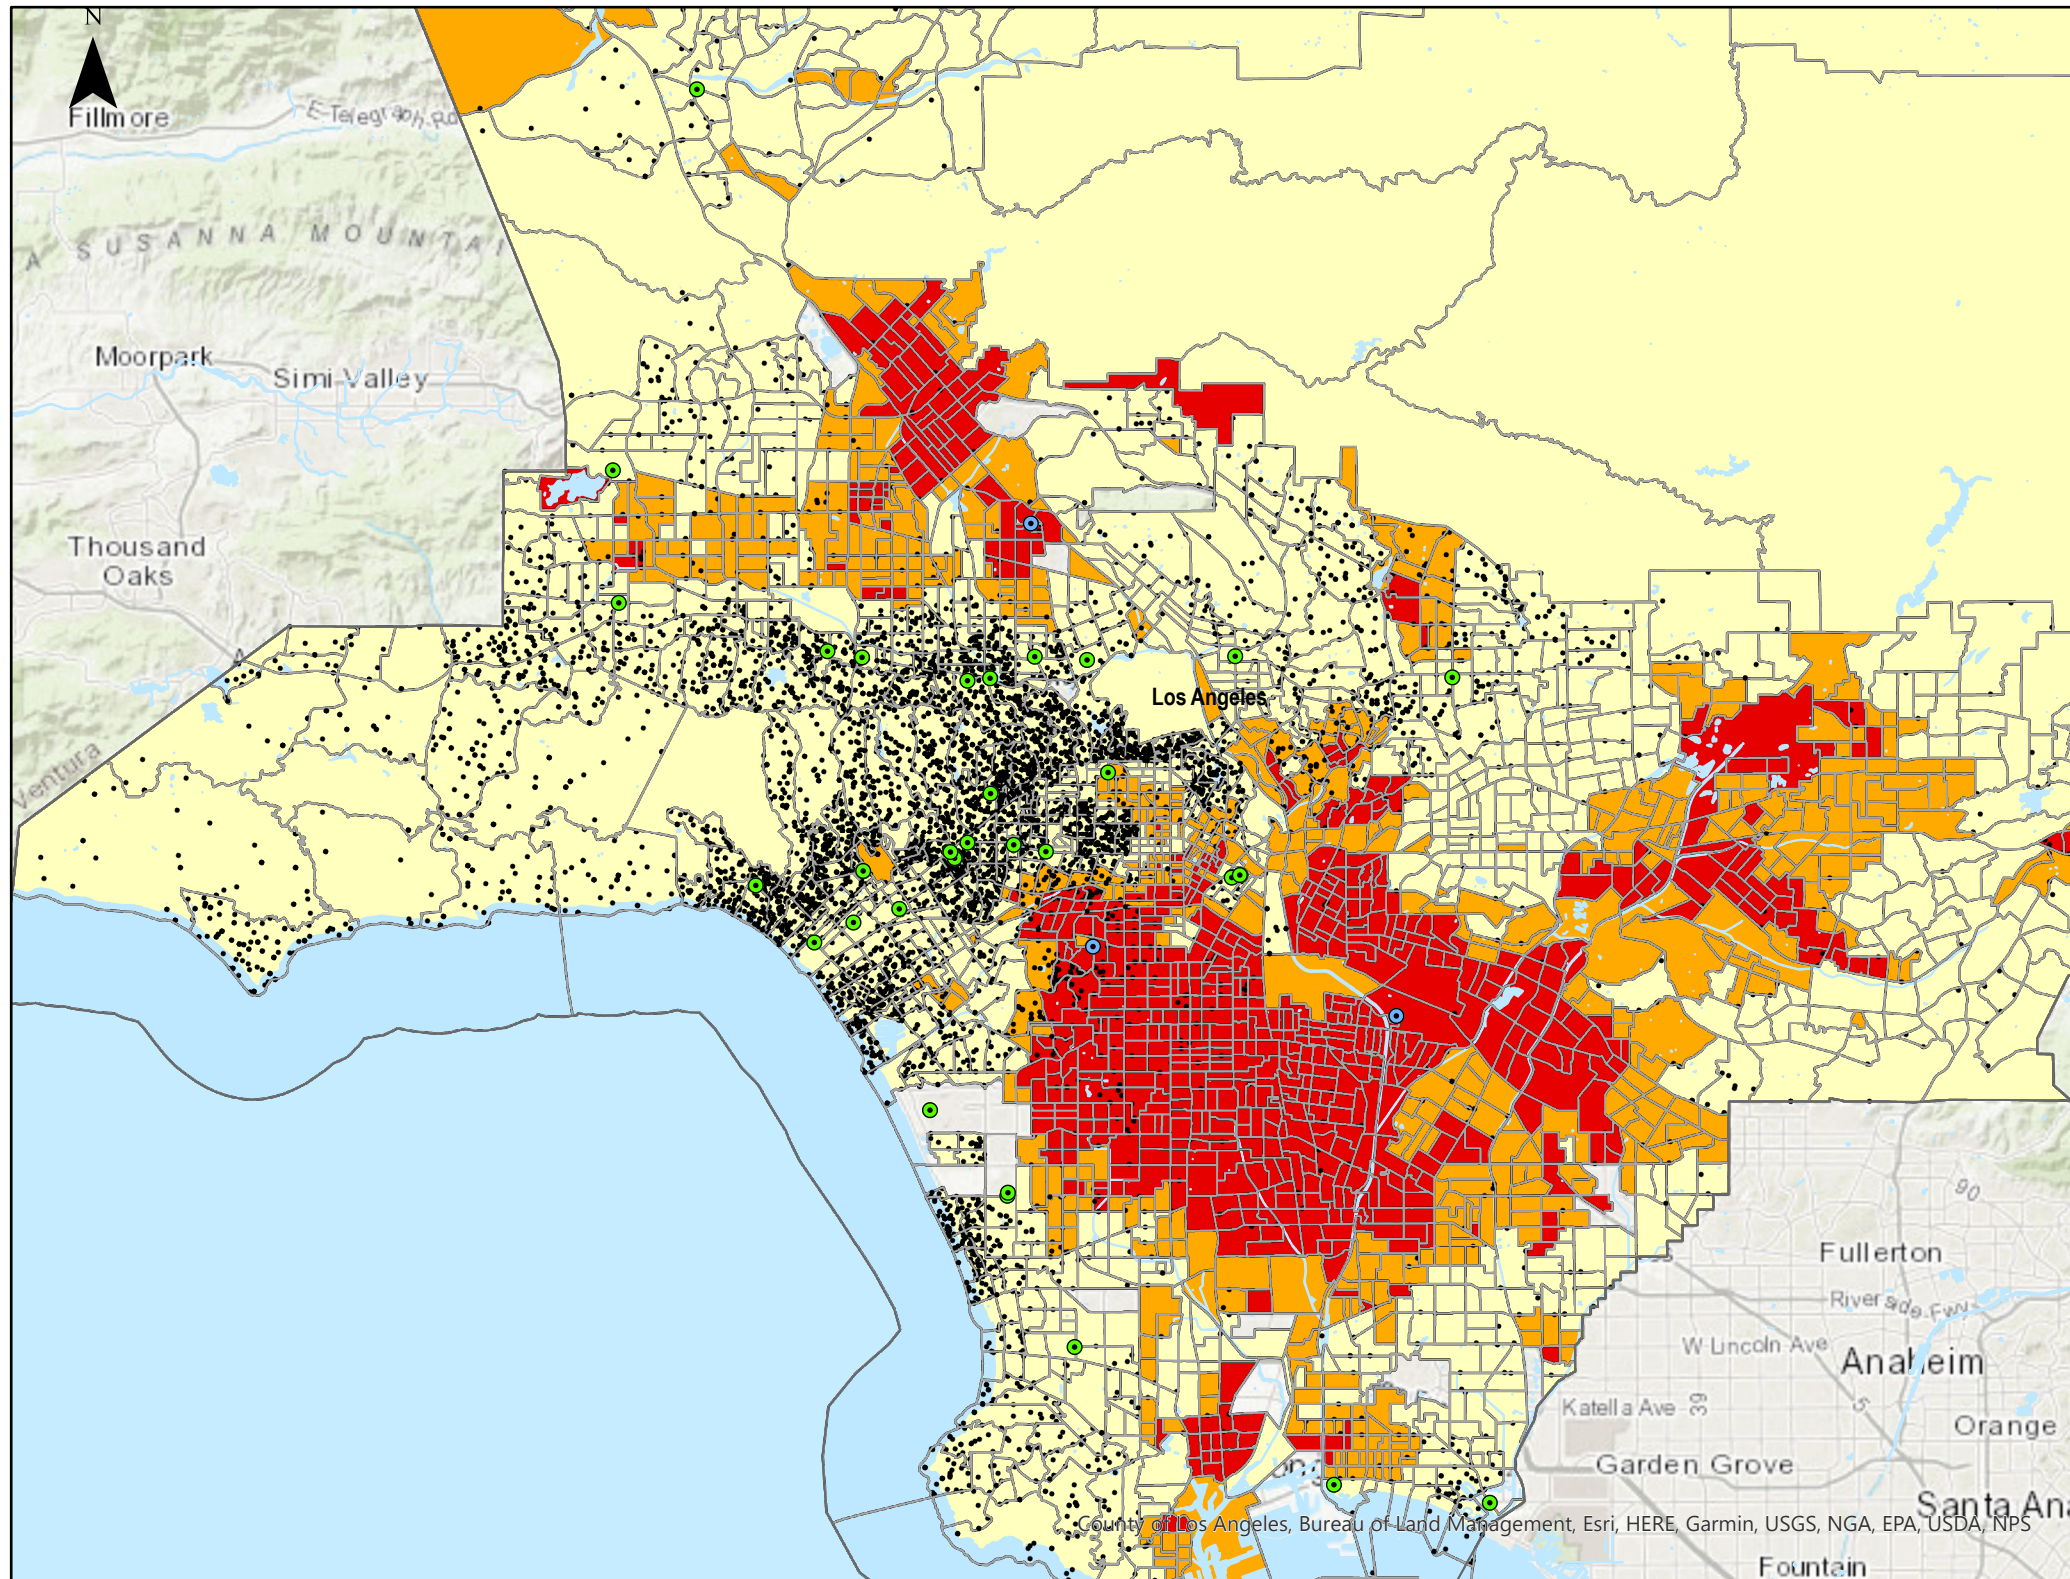 N
Fillmore
E-Telegraph-Rd
A SUSANNA MOUNTAI
Moorpark
Simi Valley
Thousand
Oaks
Los Angeles
Ventura
90
Fullerton
Riverside-Fwy
W-Lincoln Ave
Anaheim
Katella Ave
39
5
Orange
Garden Grove
Santa Ana
County of Los Angeles, Bureau of Land Management, Esri, HERE, Garmin, USGS, NGA, EPA, USDA, NPS
Fountain